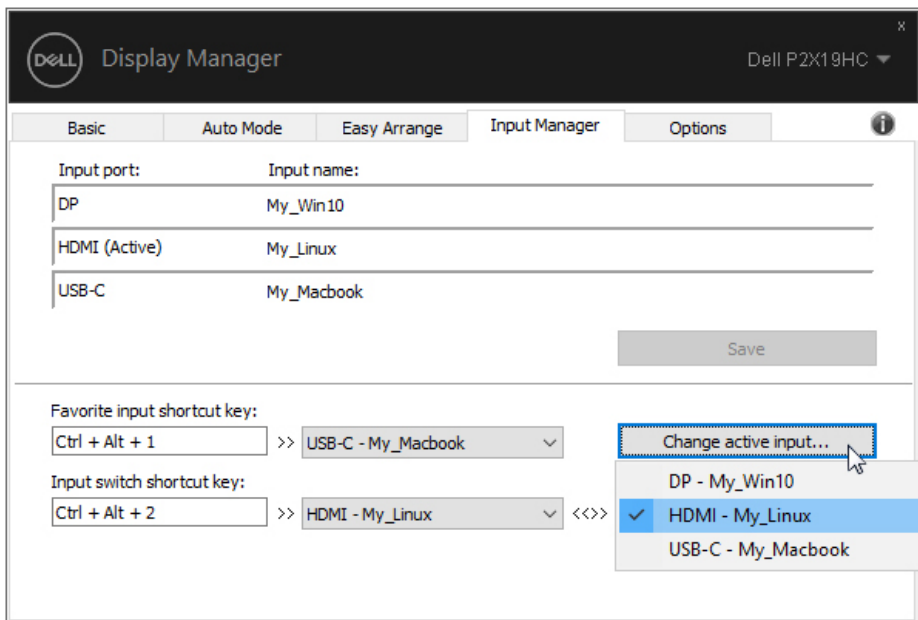 x
DELL Display Manager Dell P2X19HC
Basic Auto Mode Easy Arrange Input Manager Options i
Input port: Input name:
DP My_Win10
HDMI (Active) My_Linux
USB-C My_Macbook
Save
Favorite input shortcut key:
Ctrl + Alt + 1 >> USB-C - My_Macbook Change active input...
Input switch shortcut key: DP - My_Win10
Ctrl + Alt + 2 >> HDMI - My_Linux <<>> HDMI - My_Linux
USB-C - My_Macbook